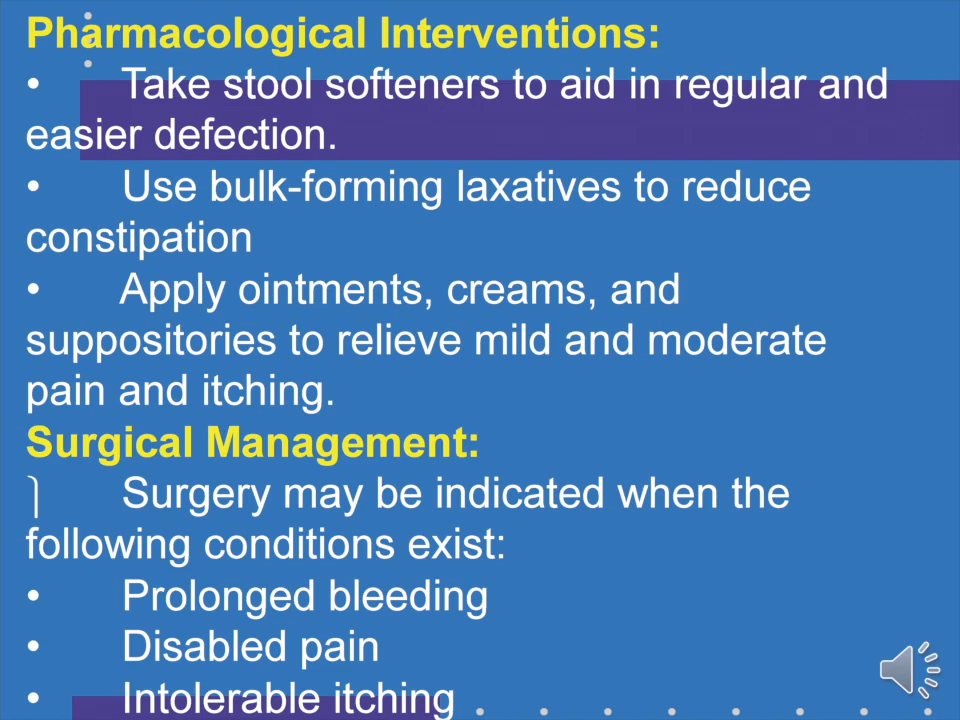 Pharmacological Interventions:
• Take stool softeners to aid in regular and
easier defection.
• Use bulk-forming laxatives to reduce
constipation
• Apply ointments, creams, and
suppositories to relieve mild and moderate
pain and itching.
Surgical Management:
⎫ Surgery may be indicated when the
following conditions exist:
• Prolonged bleeding
• Disabled pain
• Intolerable itching